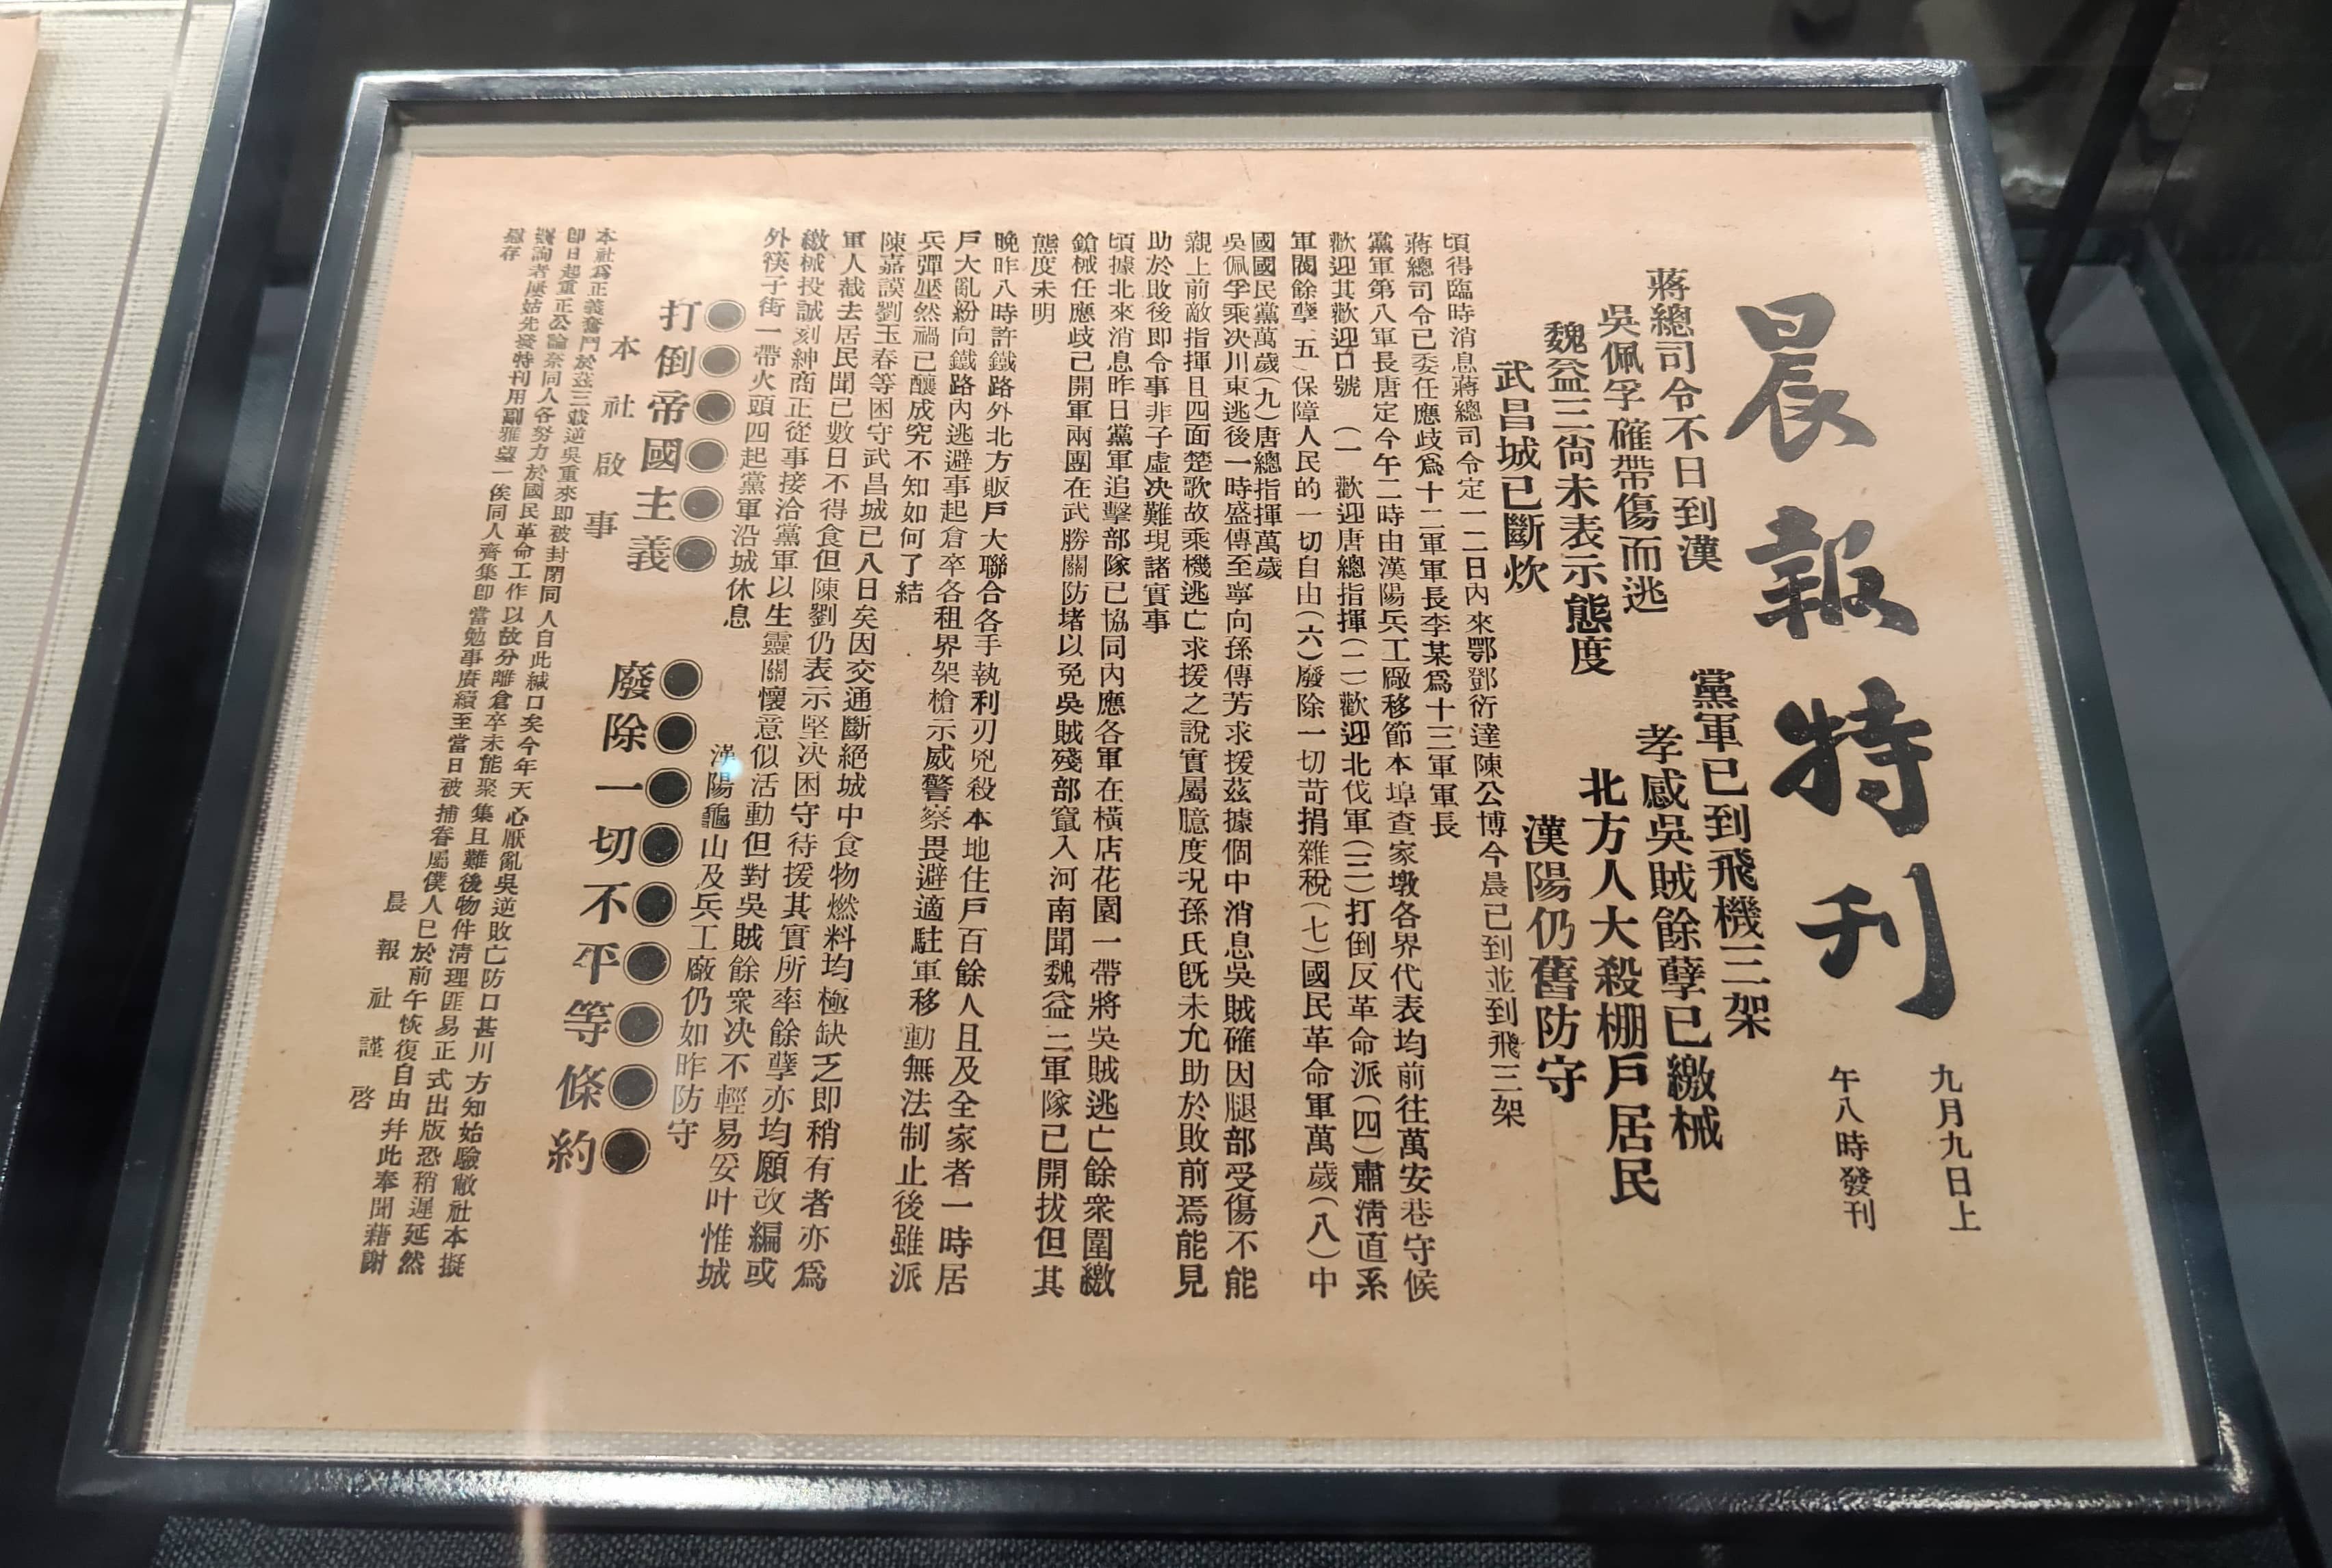 晨報特刊
九月九日上
午八時發刊
黨軍已到飛機三架
蔣總司令不日到漢
孝感吳賊餘孽已繳械
吳佩孚確帶傷而逃
北方人大殺棚戶居民
魏益三尙未表示態度
漢陽仍舊防守
武昌城已斷炊
頃得臨時消息蔣總司令定一二日內來鄂鄧衍達陳公博今晨已到並到飛三架
蔣總司令已委任應歧爲十二軍軍長李某爲十三軍軍長
黨軍第八軍長唐定今午二時由漢陽兵工廠移節本埠查家墩各界代表均前往萬安巷守候
歡迎其歡迎口號 (一 歡迎唐總指揮(二)歡迎北伐軍(三)打倒反革命派(四)肅淸直系
軍閥餘孽、五、保障人民的一切自由(六)廢除一切苛捐雜稅(七)國民革命軍萬歲(八)中
國國民黨萬歲(九)唐總指揮萬歲
吳佩孚乘决川東逃後一時盛傳至寧向孫傳芳求援茲據個中消息吳賊確因腿部受傷不能
親上前敵指揮且四面楚歌故乘機逃亡求援之說實屬臆度况孫氏旣未允助於敗前焉能見
助於敗後即令事非子虛决難現諸實事
頃據北來消息昨日黨軍追擊部隊已協同內應各軍在橫店花園一帶將吳賊逃亡餘衆圍繳
鎗械任應歧已開軍兩團在武勝關防堵以免吳賊殘部竄入河南聞魏益三軍隊已開拔但其
態度未明
晚昨八時許鐵路外北方販戶大聯合各手執利刃兇殺本地住戶百餘人且及全家者一時居
戶大亂紛向鐵路內逃避事起倉卒各租界架槍示威警察畏避適駐軍移動無法制止後雖派
兵彈壓然禍已釀成究不知如何了結
陳嘉謨劉玉春等困守武昌城已八日矣因交通斷絕城中食物燃料均極缺乏即稍有者亦爲
軍人截去居民聞已數日不得食但陳劉仍表示堅决困守待援其實所率餘孽亦均願改編或
繳械投誠刻紳商正從事接洽黨軍以生靈關懷意似活動但對吳賊餘衆决不輕易妥叶惟城
外筷子街一帶火頭四起黨軍沿城休息
漢陽龜山及兵工廠仍如昨防守
打倒帝國主義
廢除一切不平等條約
本社啟事
本社爲正義奮鬥於茲三載逆吳重來即被封閉同人自此緘口矣今年天心厭亂吳逆敗亡防口甚川方知始驗敝社本擬
即日起重正公論奈同人各努力於國民革命工作以故分離倉卒未能聚集且難後物件淸理匪易正式出版恐稍遲延然
詢者屢姑先發特刊用副雅望一俟同人齊集卽當勉事賡續至當日被捕眷屬僕人已於前午恢復自由幷此奉聞藉謝
存
晨報社謹啓